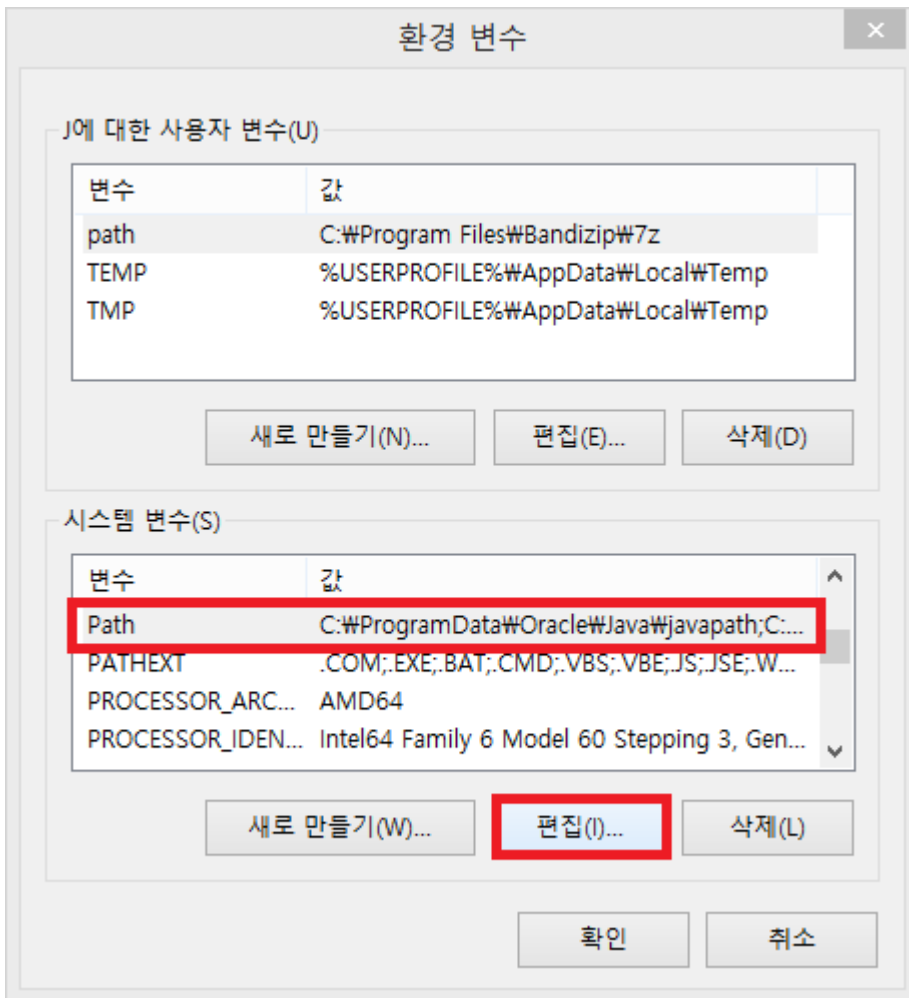 환경 변수
J에 대한 사용자 변수(U)
변수 값
path C:₩Program Files₩Bandizip₩7z
TEMP %USERPROFILE%₩AppData₩Local₩Temp
TMP %USERPROFILE%₩AppData₩Local₩Temp
새로 만들기(N)... 편집(E)... 삭제(D)
시스템 변수(S)
변수 값
Path C:₩ProgramData₩Oracle₩Java₩javapath;C:...
PATHEXT .COM;.EXE;.BAT;.CMD;.VBS;.VBE;.JS;.JSE;.W...
PROCESSOR_ARC... AMD64
PROCESSOR_IDEN... Intel64 Family 6 Model 60 Stepping 3, Gen...
새로 만들기(W)... 편집(I)... 삭제(L)
확인 취소